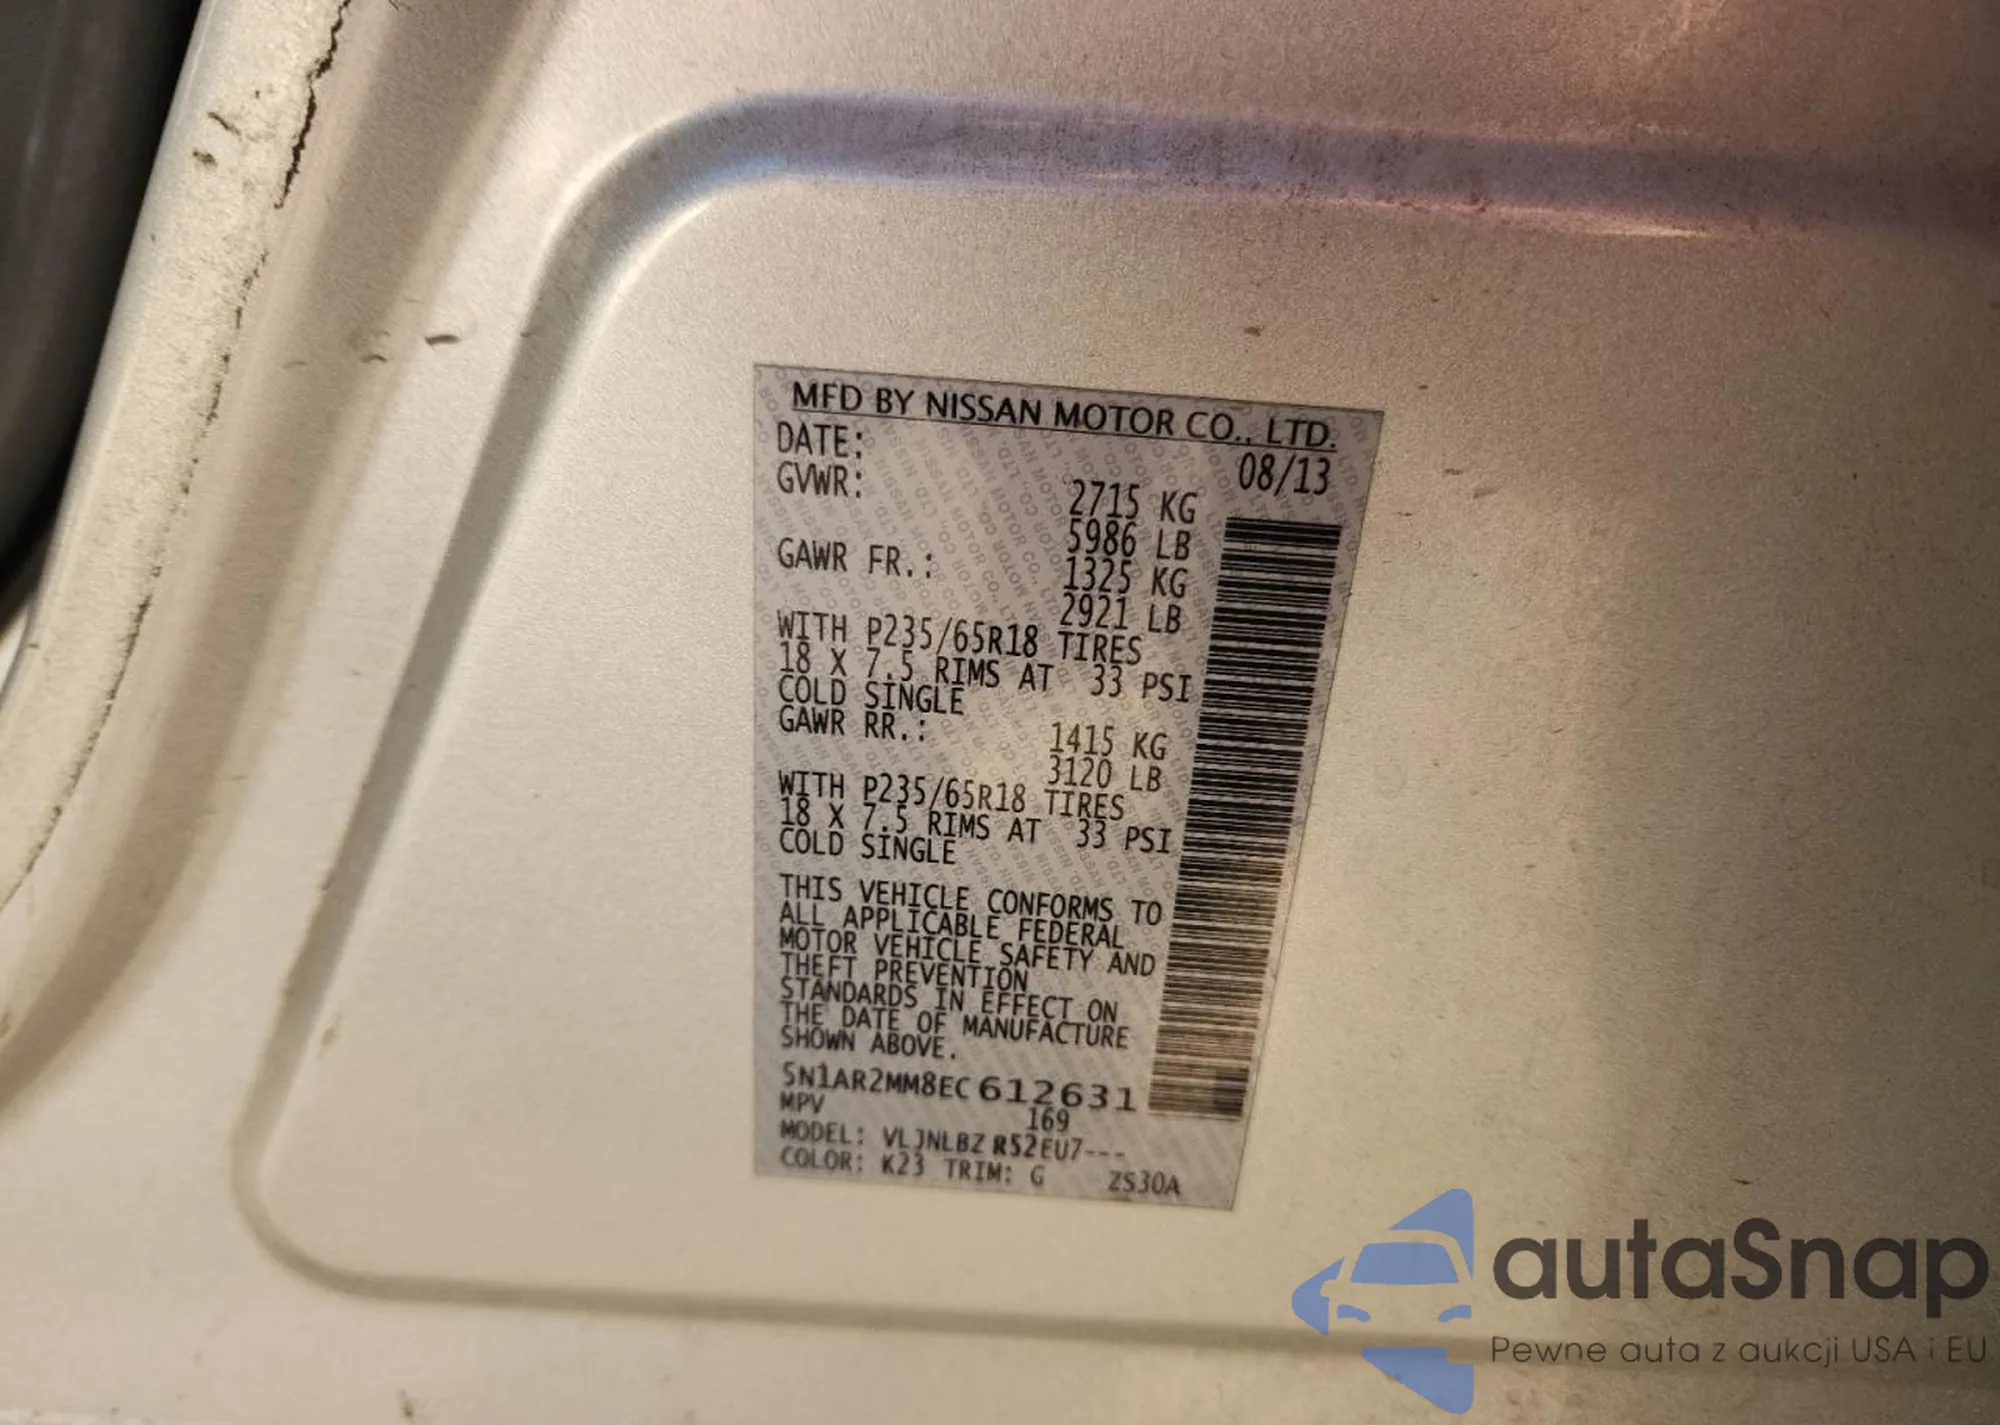 MFD BY NISSAN MOTOR CO., LTD.
DATE: 08/13
GVWR: 2715 KG
5986 LB
GAWR FR.: 1325 KG
2921 LB
WITH P235/65R18 TIRES
18 X 7.5 RIMS AT 33 PSI
COLD SINGLE
GAWR RR.: 1415 KG
3120 LB
WITH P235/65R18 TIRES
18 X 7.5 RIMS AT 33 PSI
COLD SINGLE
THIS VEHICLE CONFORMS TO
ALL APPLICABLE FEDERAL
MOTOR VEHICLE SAFETY AND
THEFT PREVENTION
STANDARDS IN EFFECT ON
THE DATE OF MANUFACTURE
SHOWN ABOVE.
5N1AR2MM8EC612631
MPV 169
MODEL: VLJNLBZ R52EU7---
COLOR: K23 TRIM: G ZS30A
autaSnap
Pewne auta z aukcji USA i EU